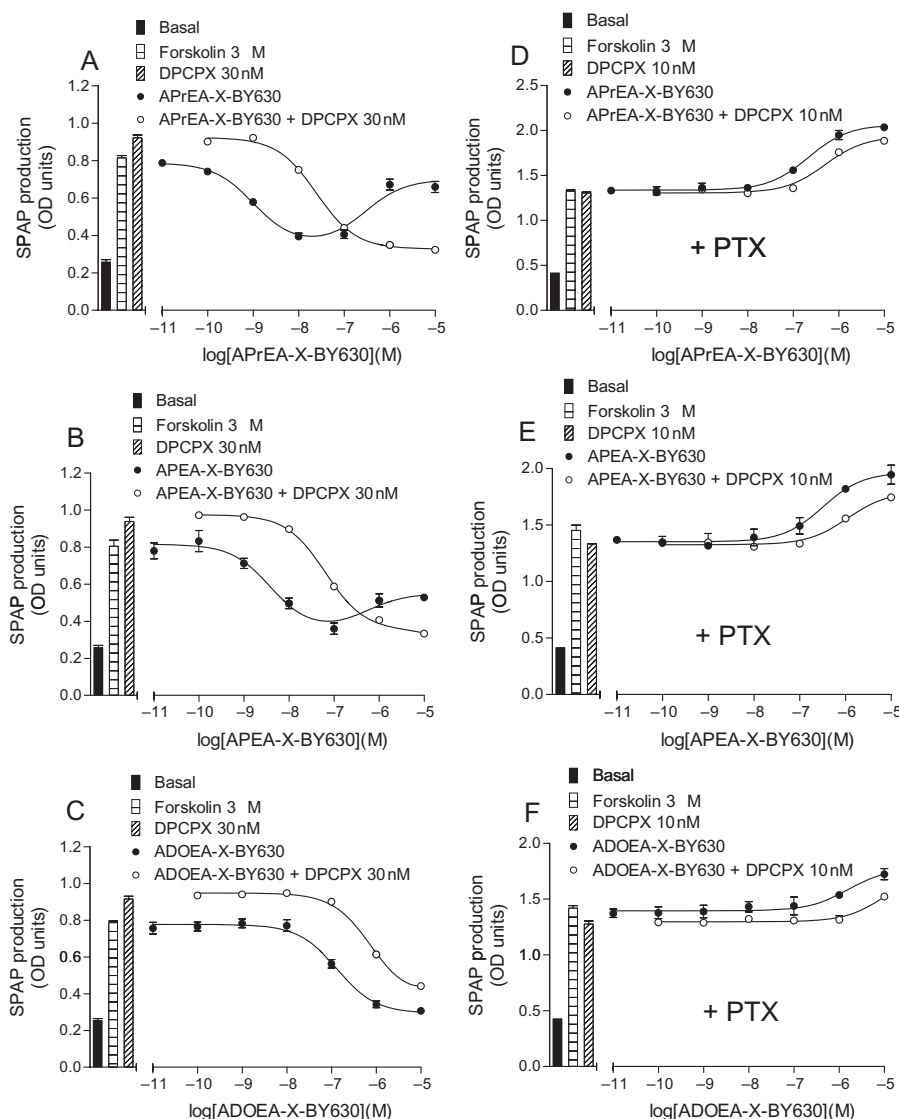 A
Basal
Forskolin 3 M
DPCPX 30nM
APrEA-X-BY630
APrEA-X-BY630 + DPCPX 30nM
SPAP production
(OD units)
1.2
1.0
0.8
0.6
0.4
0.2
0.0
–11 –10 –9 –8 –7 –6 –5
log[APrEA-X-BY630](M)
D
Basal
Forskolin 3 M
DPCPX 10nM
APrEA-X-BY630
APrEA-X-BY630 + DPCPX 10nM
SPAP production
(OD units)
2.5
2.0
1.5
1.0
0.5
0.0
+ PTX
–11 –10 –9 –8 –7 –6 –5
log[APrEA-X-BY630](M)
B
Basal
Forskolin 3 M
DPCPX 30nM
APEA-X-BY630
APEA-X-BY630 + DPCPX 30nM
SPAP production
(OD units)
1.2
1.0
0.8
0.6
0.4
0.2
0.0
–11 –10 –9 –8 –7 –6 –5
log[APEA-X-BY630](M)
E
Basal
Forskolin 3 M
DPCPX 10nM
APEA-X-BY630
APEA-X-BY630 + DPCPX 10nM
SPAP production
(OD units)
2.0
1.5
1.0
0.5
0.0
+ PTX
–11 –10 –9 –8 –7 –6 –5
log[APEA-X-BY630](M)
C
Basal
Forskolin 3 M
DPCPX 30nM
ADOEA-X-BY630
ADOEA-X-BY630 + DPCPX 30nM
SPAP production
(OD units)
1.2
1.0
0.8
0.6
0.4
0.2
0.0
–11 –10 –9 –8 –7 –6 –5
log[ADOEA-X-BY630](M)
F
Basal
Forskolin 3 M
DPCPX 10nM
ADOEA-X-BY630
ADOEA-X-BY630 + DPCPX 10nM
SPAP production
(OD units)
2.0
1.5
1.0
0.5
0.0
+ PTX
–11 –10 –9 –8 –7 –6 –5
log[ADOEA-X-BY630](M)